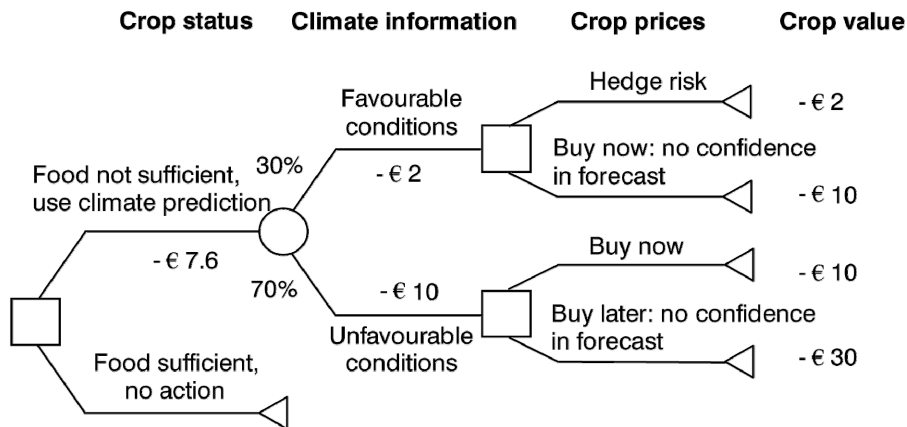 Crop status Climate information Crop prices Crop value
Hedge risk
- € 2
Favourable
conditions
30%
- € 2
Buy now: no confidence
in forecast
- € 10
Food not sufficient,
use climate prediction
- € 7.6
70%
- € 10
Unfavourable
conditions
Buy now
- € 10
Buy later: no confidence
in forecast
- € 30
Food sufficient,
no action